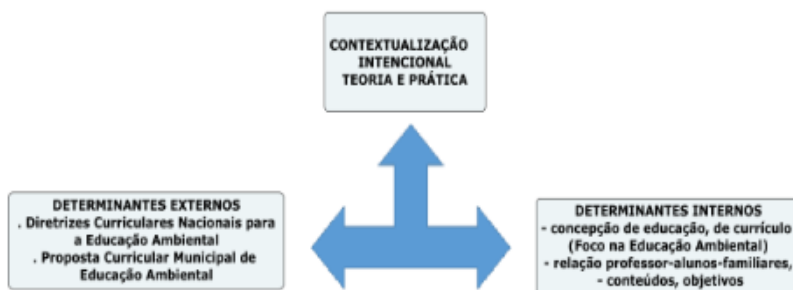 CONTEXTUALIZAÇÃO
INTENCIONAL
TEORIA E PRÁTICA
DETERMINANTES EXTERNOS
. Diretrizes Curriculares Nacionais para
a Educação Ambiental
. Proposta Curricular Municipal de
Educação Ambiental
DETERMINANTES INTERNOS
- concepção de educação, de currículo
(Foco na Educação Ambiental)
- relação professor-alunos-familiares,
- conteúdos, objetivos